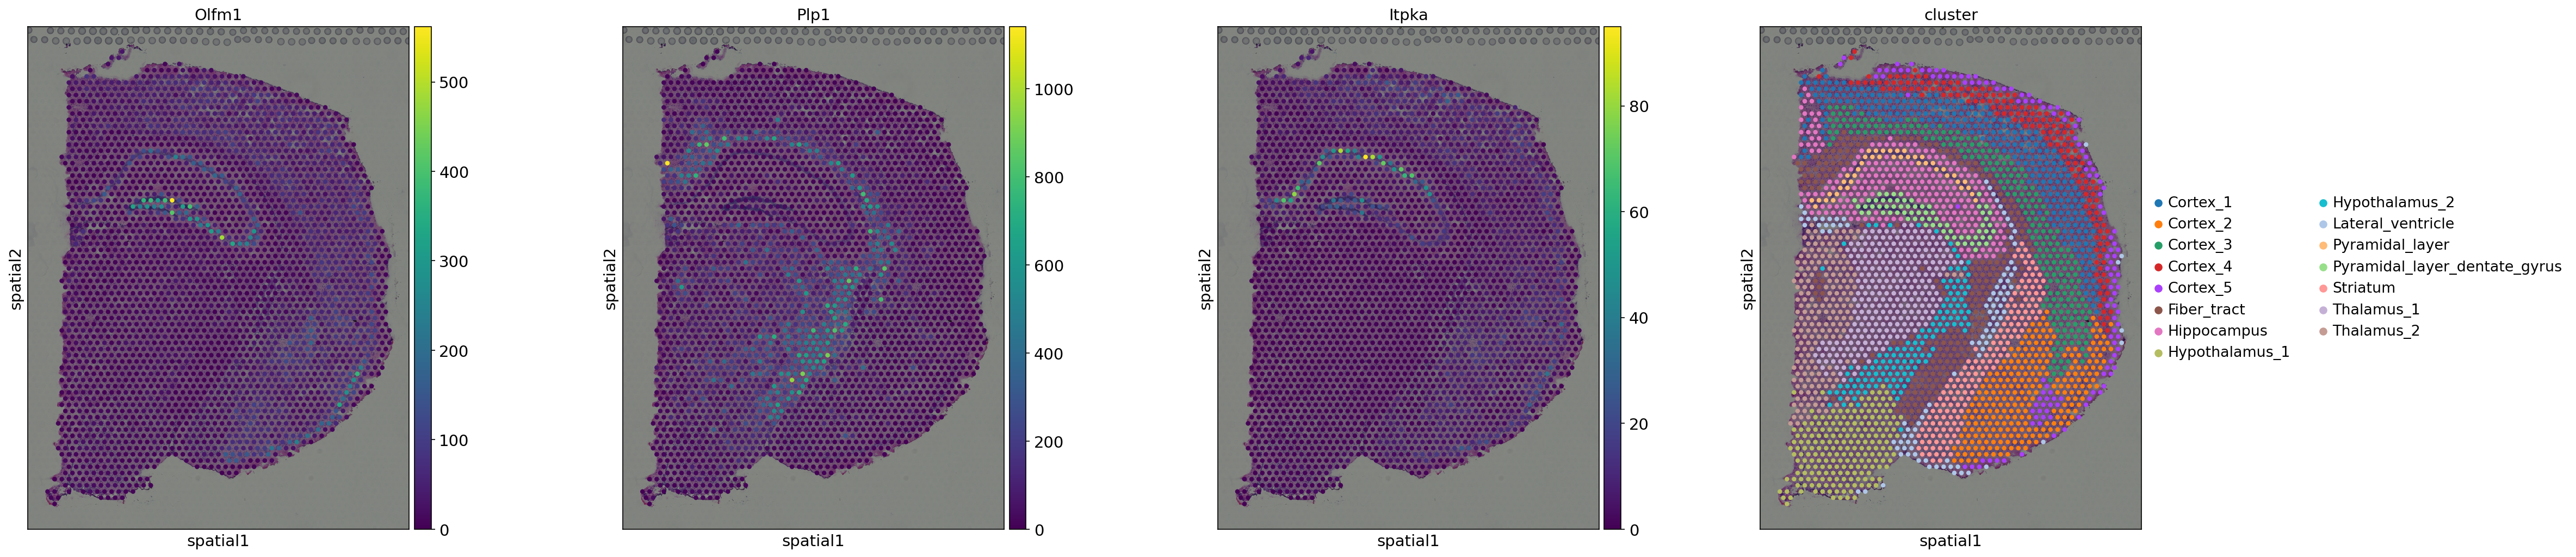 Olfm1
spatial2
spatial1
500
400
300
200
100
0
Plp1
spatial2
spatial1
1000
800
600
400
200
0
Itpka
spatial2
spatial1
80
60
40
20
0
cluster
spatial2
spatial1
Cortex_1
Cortex_2
Cortex_3
Cortex_4
Cortex_5
Fiber_tract
Hippocampus
Hypothalamus_1
Hypothalamus_2
Lateral_ventricle
Pyramidal_layer
Pyramidal_layer_dentate_gyrus
Striatum
Thalamus_1
Thalamus_2